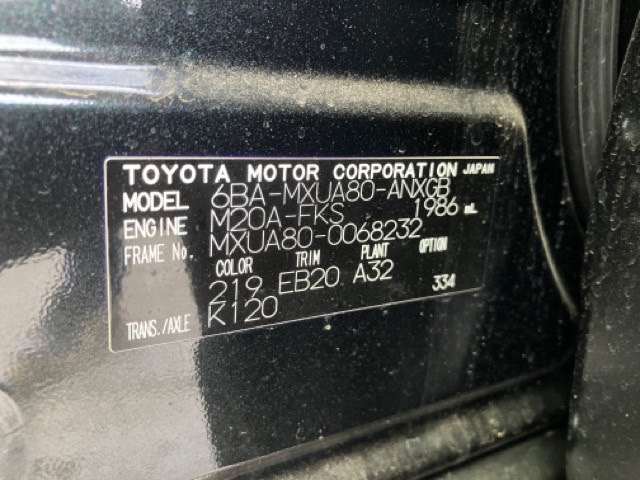 TOYOTA MOTOR CORPORATION JAPAN
MODEL 6BA-MXUA80-ANXGB
ENGINE M20A-FKS 1986 mL
FRAME No. MXUA80-0068232
COLOR TRIM PLANT OPTION
219 EB20 A32 334
TRANS./AXLE K120